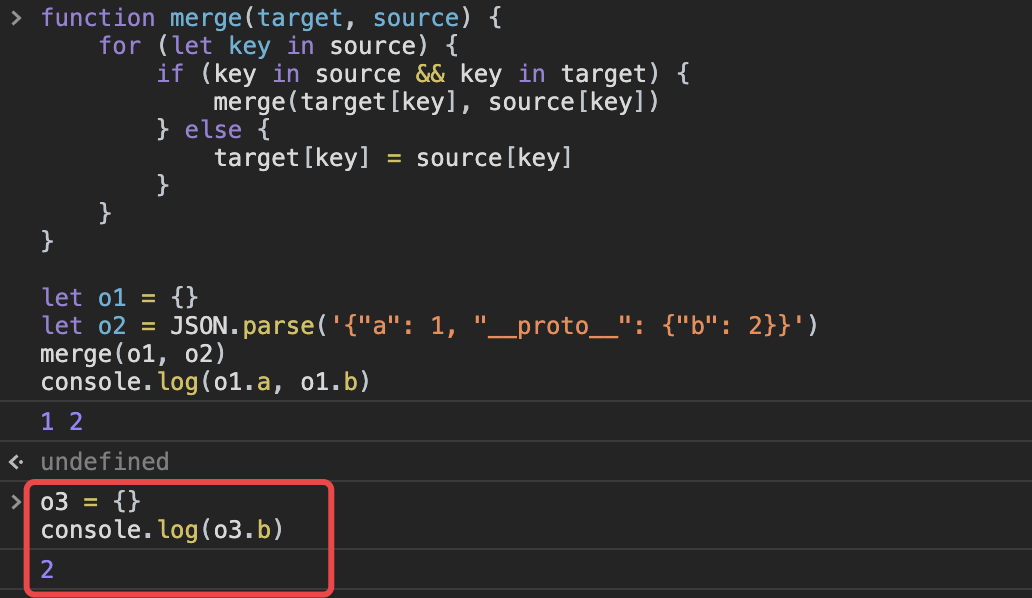 > function merge(target, source) {
    for (let key in source) {
        if (key in source && key in target) {
            merge(target[key], source[key])
        } else {
            target[key] = source[key]
        }
    }
}

let o1 = {}
let o2 = JSON.parse('{"a": 1, "__proto__": {"b": 2}}')
merge(o1, o2)
console.log(o1.a, o1.b)
1 2
undefined
> o3 = {}
console.log(o3.b)
2